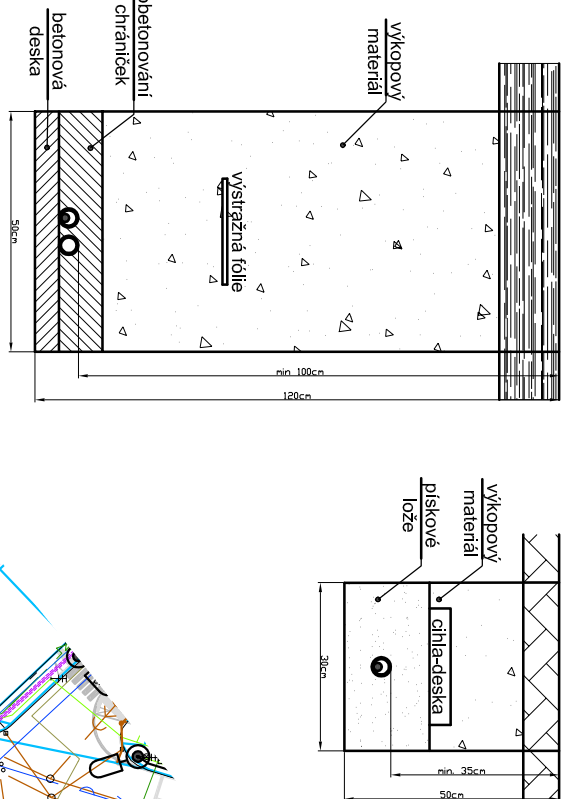 výkopový
materiál
obetonování
chrániček
betonová
deska
výstražná fólie
50cm
min 100cm
120cm
výkopový
materiál
pískové
lože
cihla-deska
30cm
min. 35cm
50cm